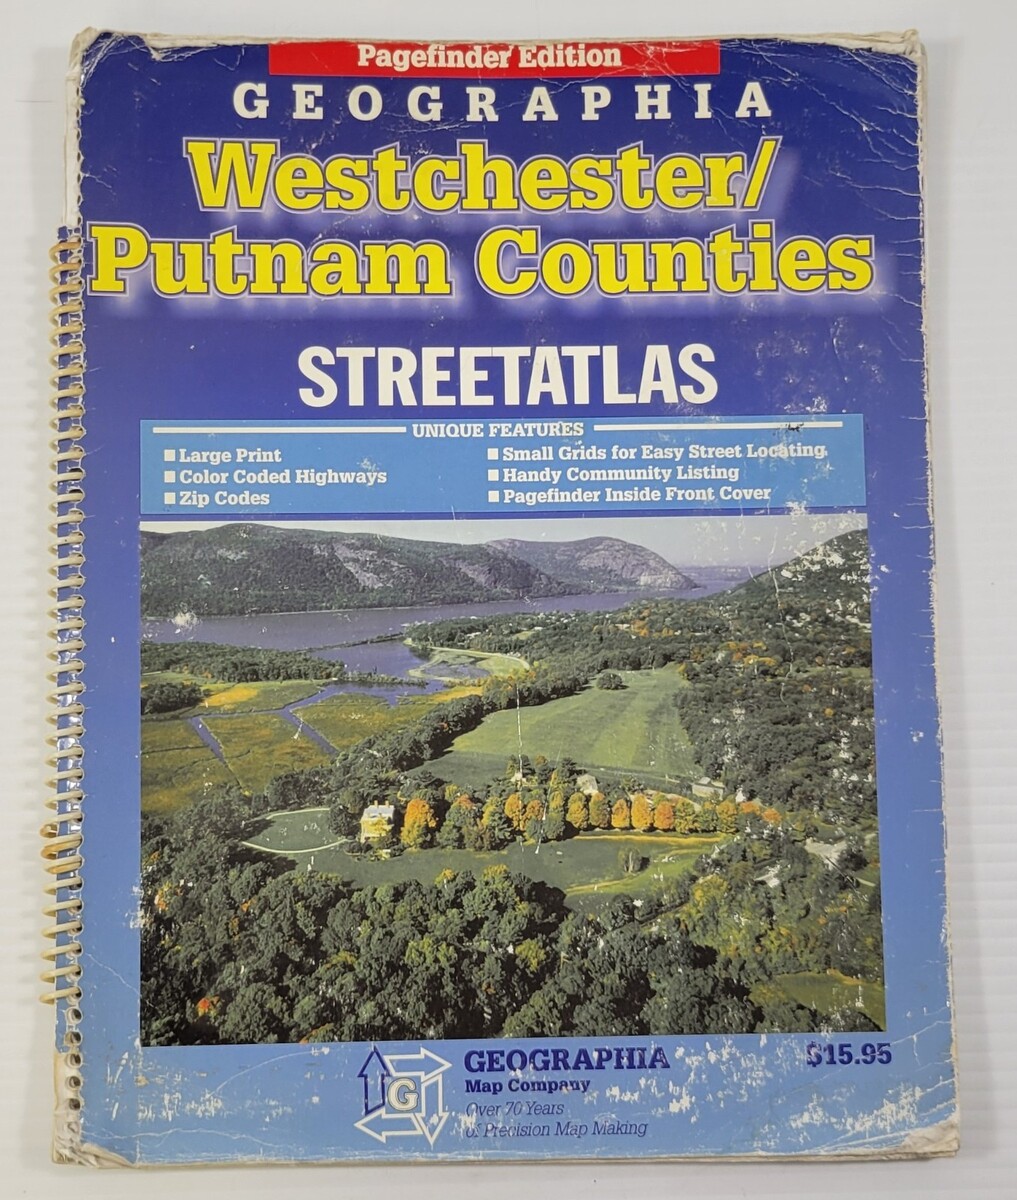 Pagefinder Edition
GEOGRAPHIA
Westchester/
Putnam Counties
STREETATLAS
UNIQUE FEATURES
Large Print
Color Coded Highways
Zip Codes
Small Grids for Easy Street Locating
Handy Community Listing
Pagefinder Inside Front Cover
G
GEOGRAPHIA
Map Company
Over 70 Years
of Precision Map Making
$15.95